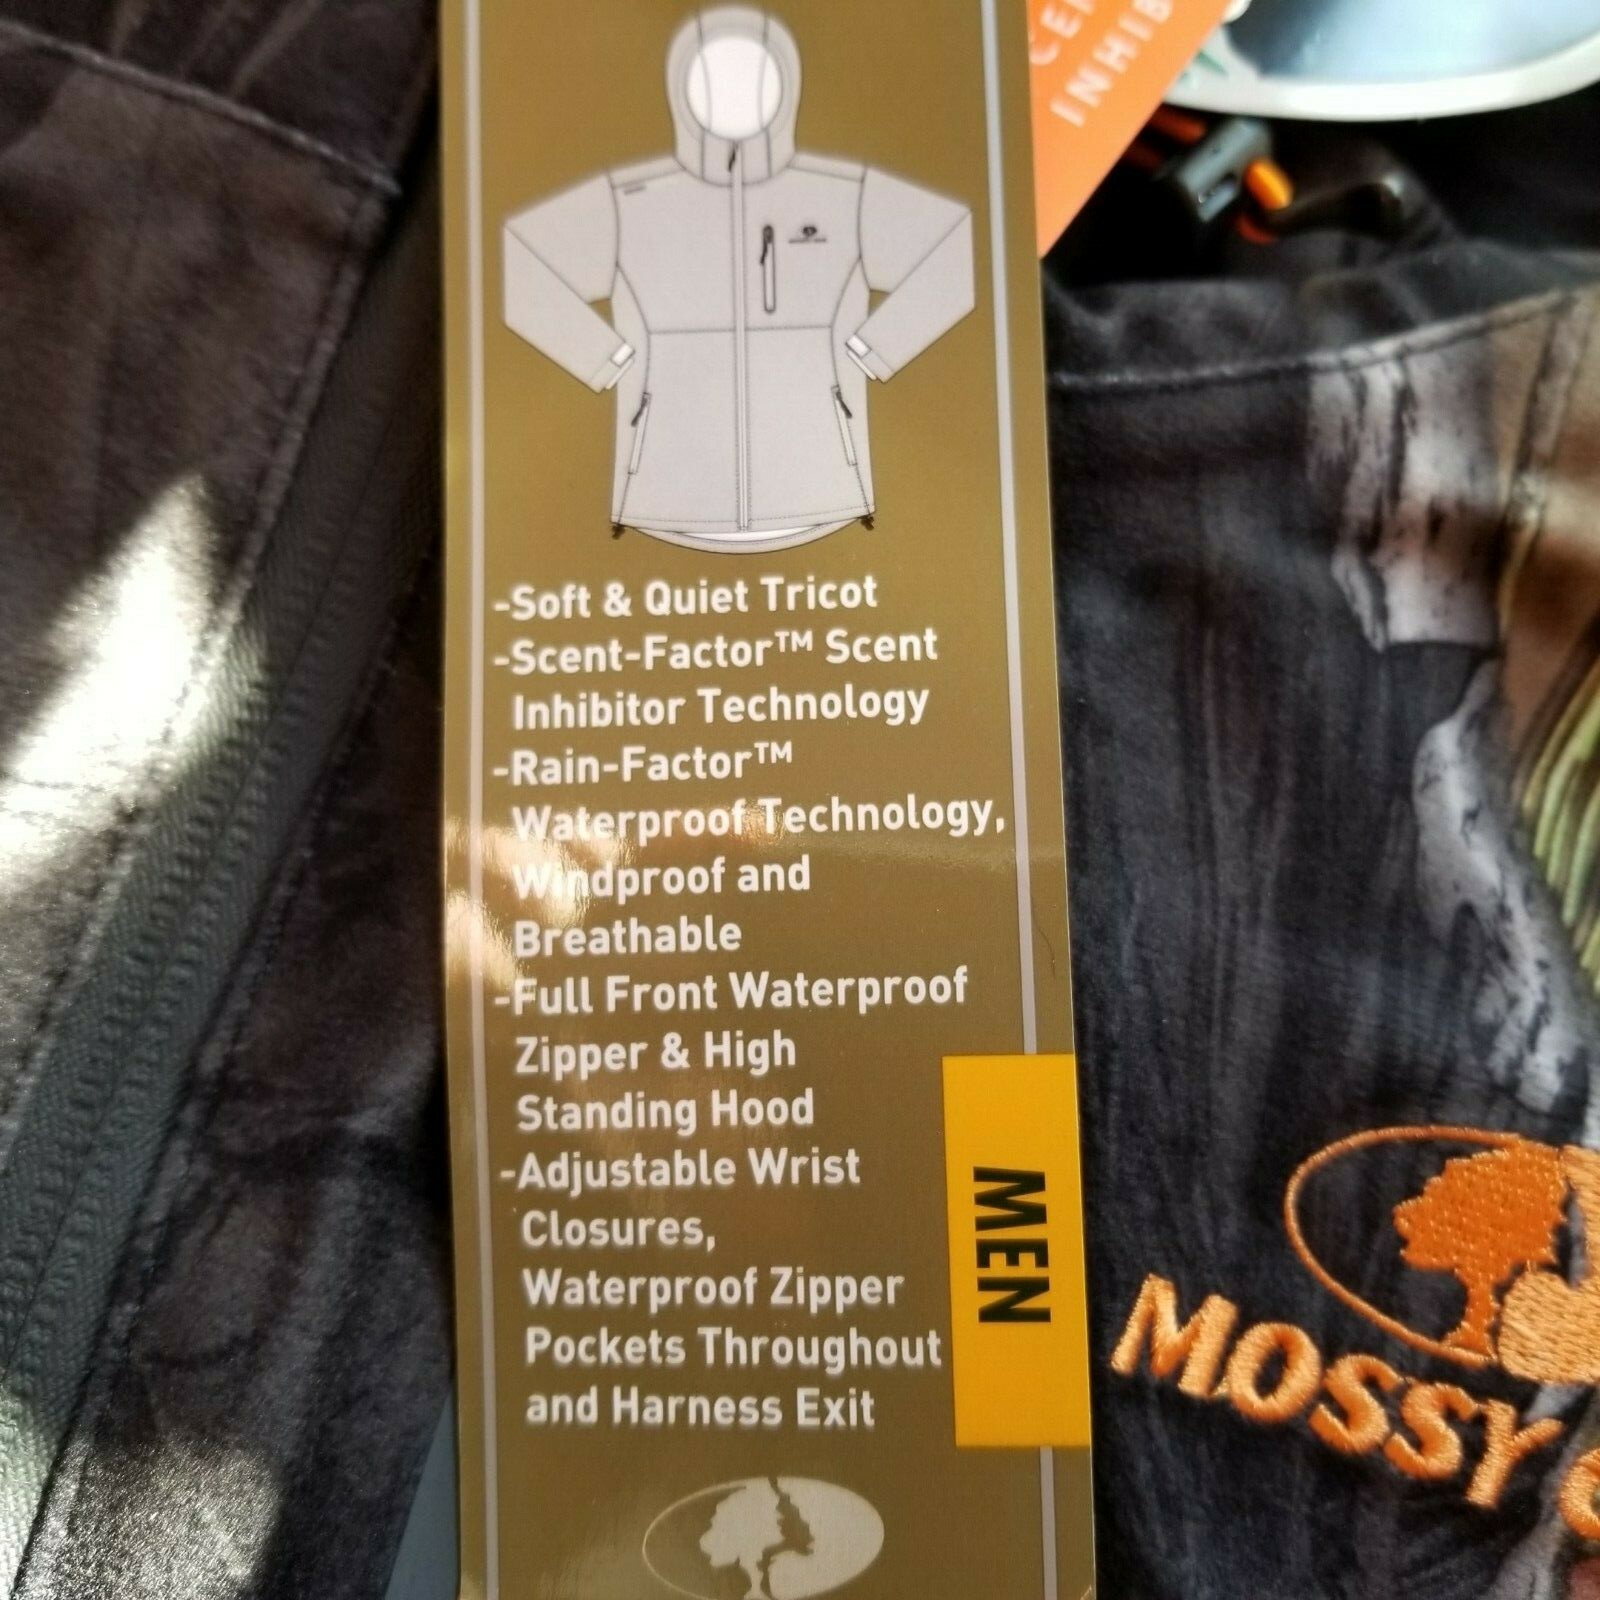 INHIB
-Soft & Quiet Tricot
-Scent-Factor™ Scent
Inhibitor Technology
-Rain-Factor™
Waterproof Technology,
Windproof and
Breathable
-Full Front Waterproof
Zipper & High
Standing Hood
-Adjustable Wrist
Closures,
Waterproof Zipper
Pockets Throughout
and Harness Exit
MEN
MOSSY